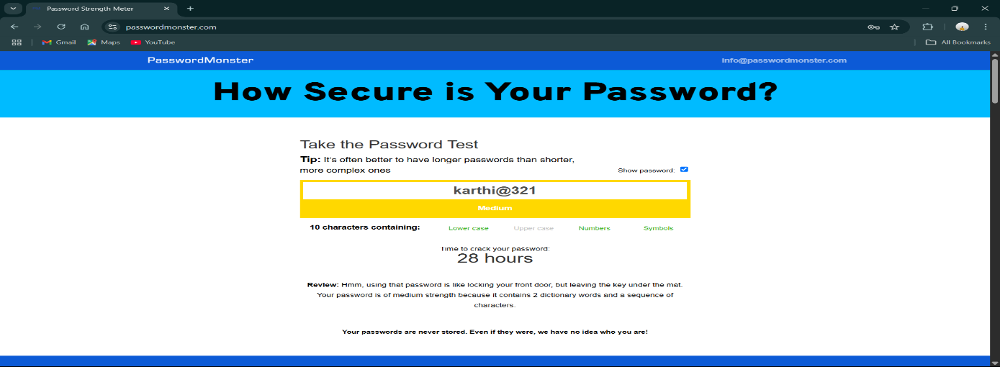 Password Strength Meter
passwordmonster.com
Gmail Maps YouTube All Bookmarks
PasswordMonster info@passwordmonster.com
How Secure is Your Password?
Take the Password Test
Tip: It's often better to have longer passwords than shorter,
more complex ones Show password:
karthi@321
Medium
10 characters containing: Lower case Upper case Numbers Symbols
Time to crack your password:
28 hours
Review: Hmm, using that password is like locking your front door, but leaving the key under the mat.
Your password is of medium strength because it contains 2 dictionary words and a sequence of
characters.
Your passwords are never stored. Even if they were, we have no idea who you are!